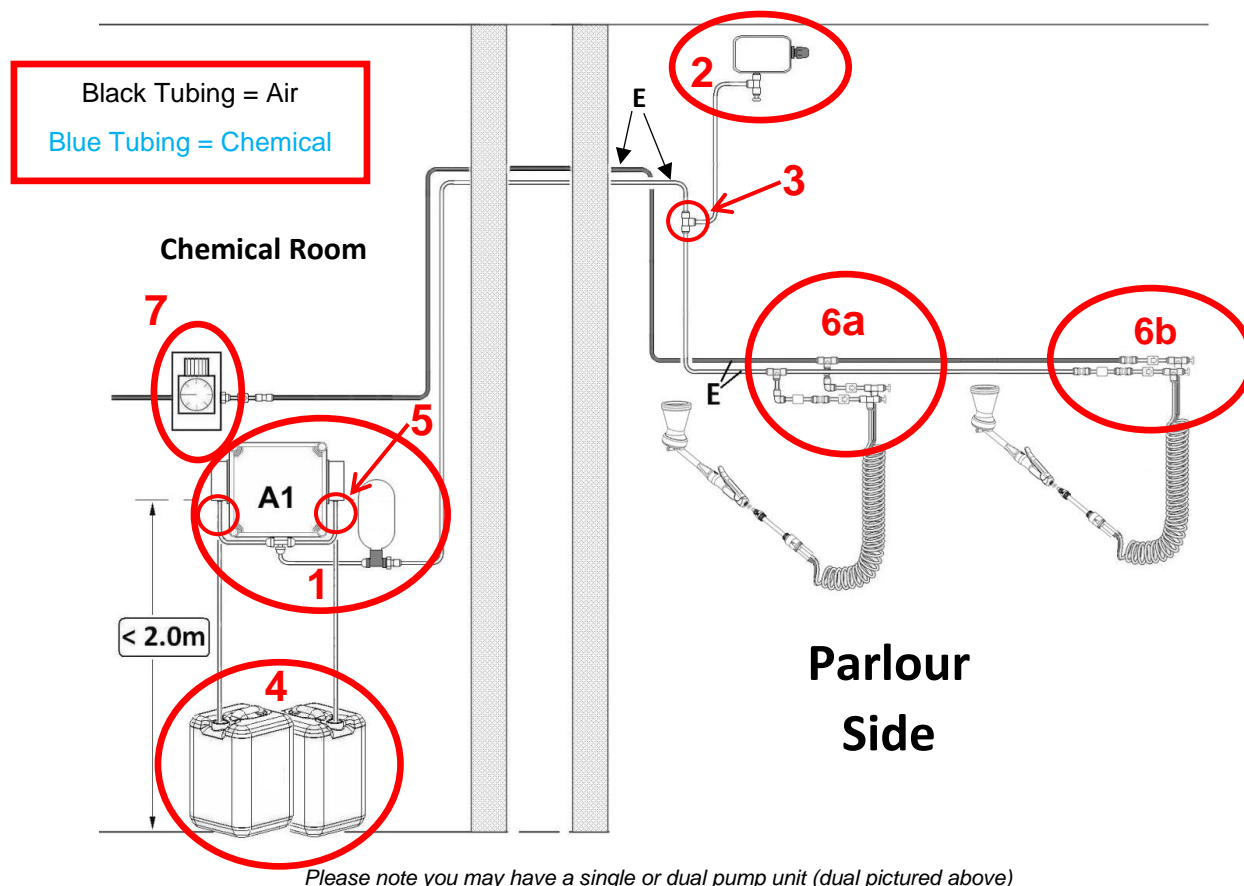 2
Black Tubing = Air
Blue Tubing = Chemical
E
3
Chemical Room
7
6a
6b
E
5
A1
1
< 2.0m
Parlour
Side
4
Please note you may have a single or dual pump unit (dual pictured above)